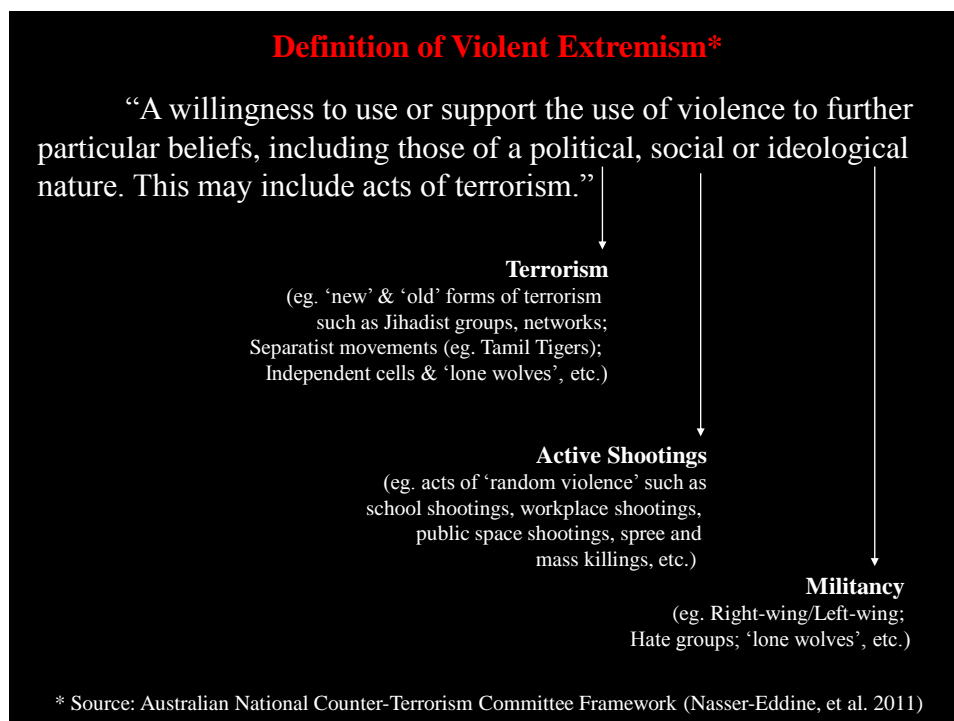 Definition of Violent Extremism*
“A willingness to use or support the use of violence to further
particular beliefs, including those of a political, social or ideological
nature. This may include acts of terrorism.”
Terrorism
(eg. ‘new’ & ‘old’ forms of terrorism
such as Jihadist groups, networks;
Separatist movements (eg. Tamil Tigers);
Independent cells & ‘lone wolves’, etc.)
Active Shootings
(eg. acts of ‘random violence’ such as
school shootings, workplace shootings,
public space shootings, spree and
mass killings, etc.)
Militancy
(eg. Right-wing/Left-wing;
Hate groups; ‘lone wolves’, etc.)
* Source: Australian National Counter-Terrorism Committee Framework (Nasser-Eddine, et al. 2011)